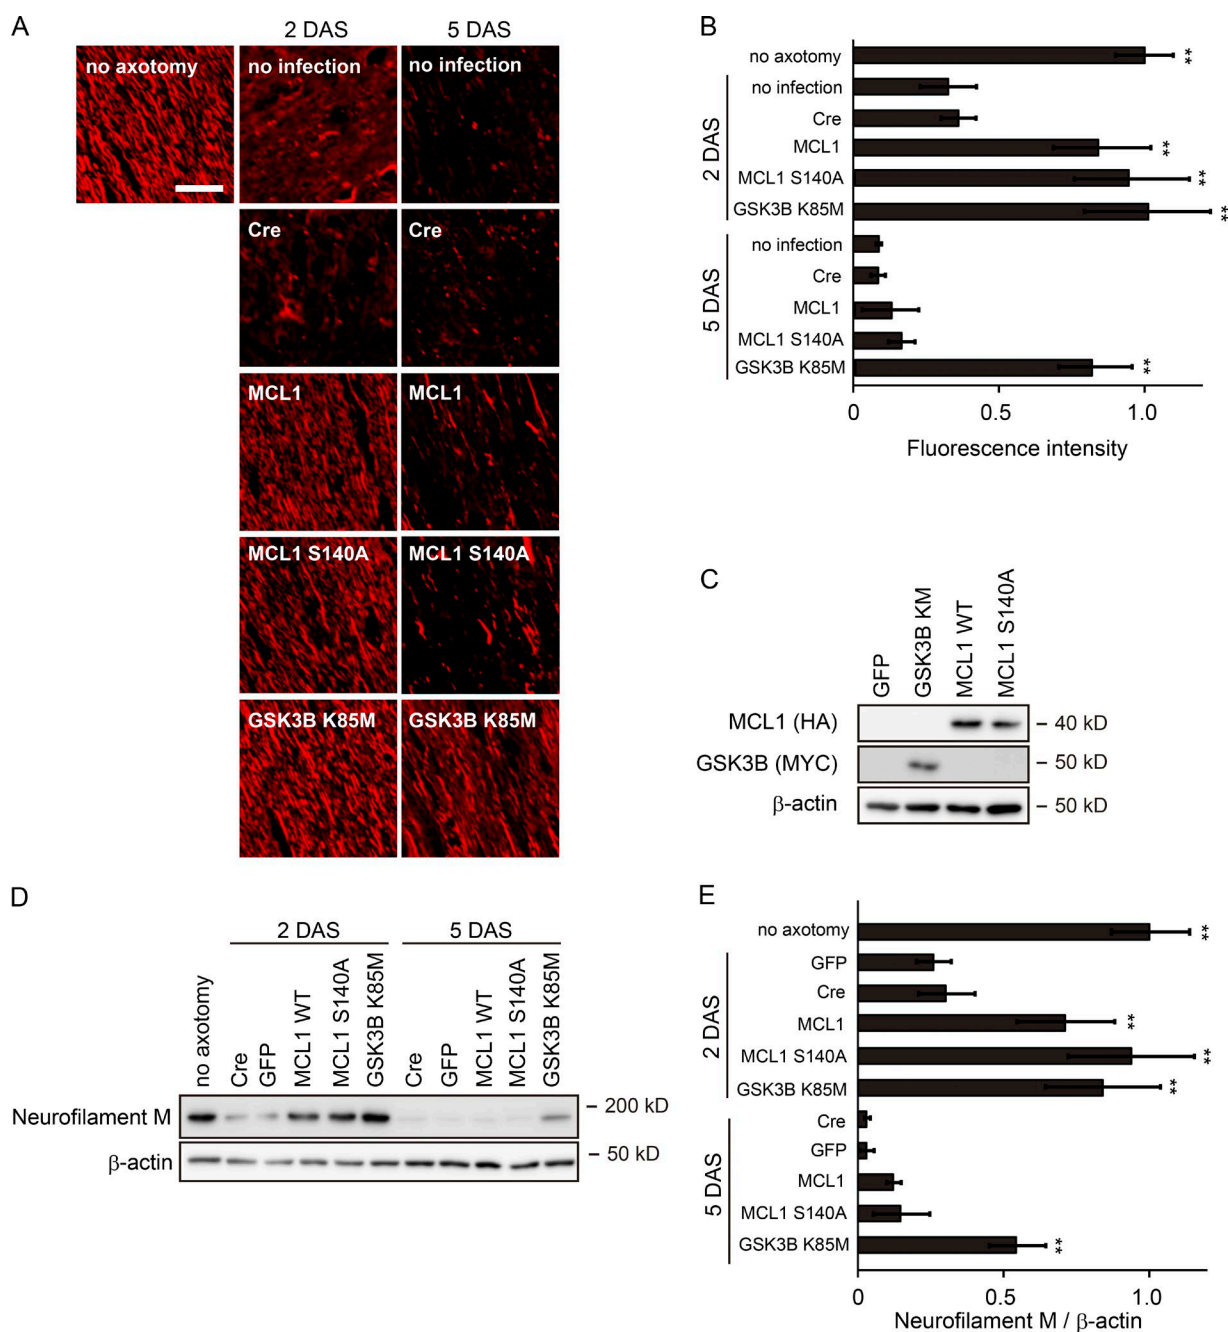 A
2 DAS
5 DAS
no axotomy
no infection
no infection
Cre
Cre
MCL1
MCL1
MCL1 S140A
MCL1 S140A
GSK3B K85M
GSK3B K85M
B
no axotomy
2 DAS
no infection
Cre
MCL1
MCL1 S140A
GSK3B K85M
5 DAS
no infection
Cre
MCL1
MCL1 S140A
GSK3B K85M
**
**
**
**
**
0
0.5
1.0
Fluorescence intensity
C
GFP
GSK3B KM
MCL1 WT
MCL1 S140A
MCL1 (HA)
– 40 kD
GSK3B (MYC)
– 50 kD
β-actin
– 50 kD
D
2 DAS
5 DAS
no axotomy
Cre
GFP
MCL1 WT
MCL1 S140A
GSK3B K85M
Cre
GFP
MCL1 WT
MCL1 S140A
GSK3B K85M
Neurofilament M
– 200 kD
β-actin
– 50 kD
E
no axotomy
2 DAS
GFP
Cre
MCL1
MCL1 S140A
GSK3B K85M
5 DAS
Cre
GFP
MCL1
MCL1 S140A
GSK3B K85M
**
**
**
**
**
0
0.5
1.0
Neurofilament M / β-actin